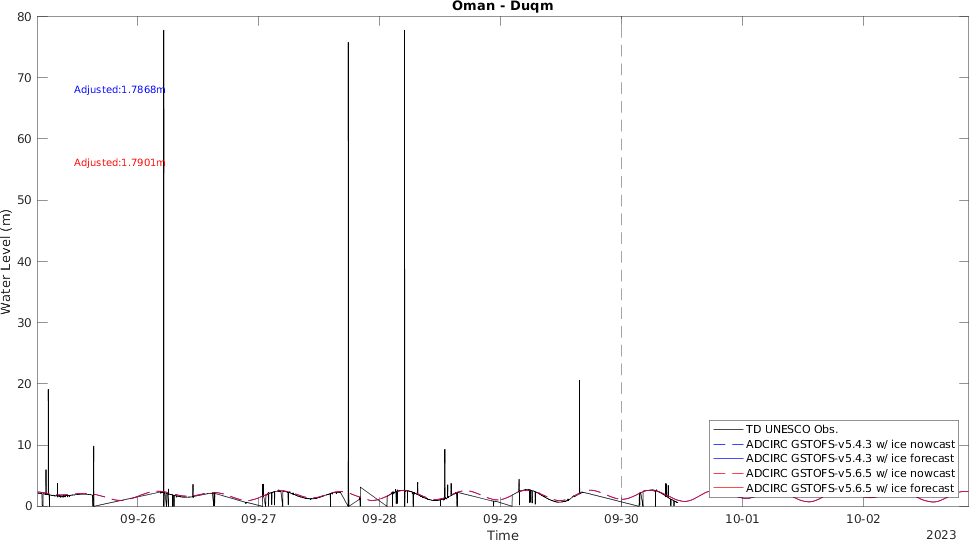 Oman - Duqm
80
70
60
50
40
30
20
10
0
Water Level (m)
Adjusted:1.7868m
Adjusted:1.7901m
TD UNESCO Obs.
ADCIRC GSTOFS-v5.4.3 w/ ice nowcast
ADCIRC GSTOFS-v5.4.3 w/ ice forecast
ADCIRC GSTOFS-v5.6.5 w/ ice nowcast
ADCIRC GSTOFS-v5.6.5 w/ ice forecast
09-26 09-27 09-28 09-29 09-30 10-01 10-02
Time
2023